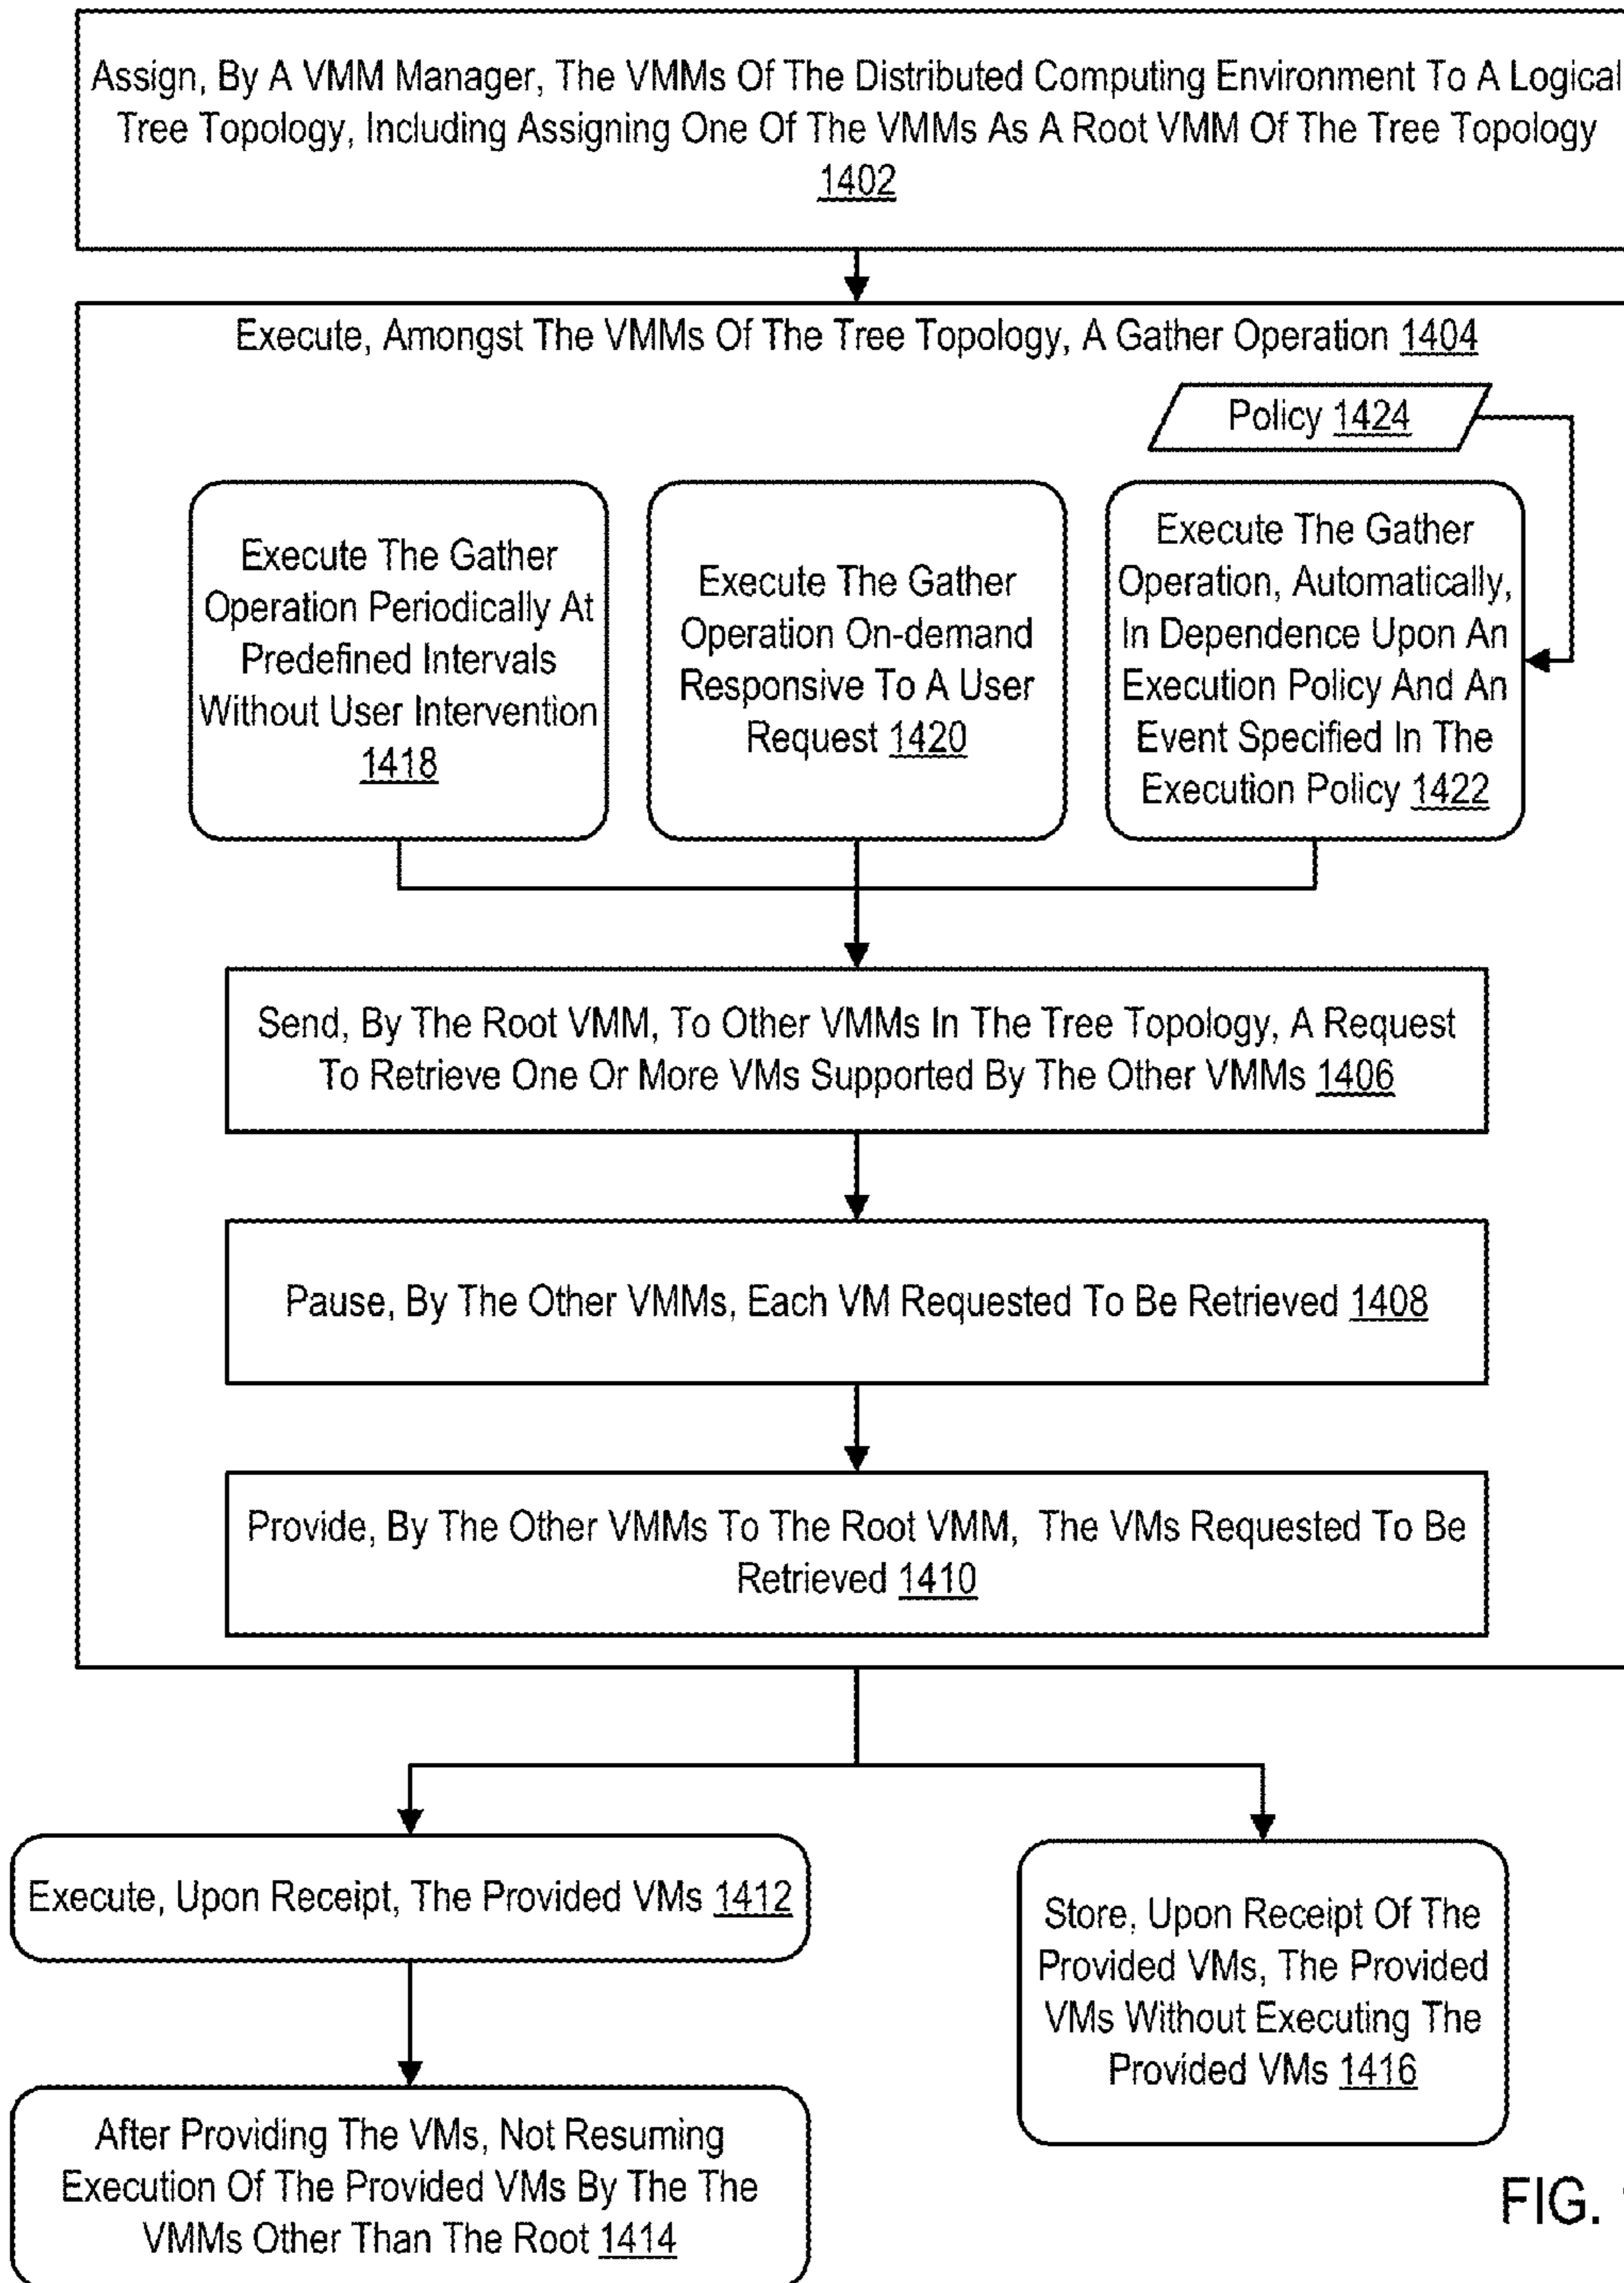 Assign, By A VMM Manager, The VMMs Of The Distributed Computing Environment To A Logical
Tree Topology, Including Assigning One Of The VMMs As A Root VMM Of The Tree Topology
1402
Execute, Amongst The VMMs Of The Tree Topology, A Gather Operation 1404
Policy 1424
Execute The Gather
Operation Periodically At
Predefined Intervals
Without User Intervention
1418
Execute The Gather
Operation On-demand
Responsive To A User
Request 1420
Execute The Gather
Operation, Automatically,
In Dependence Upon An
Execution Policy And An
Event Specified In The
Execution Policy 1422
Send, By The Root VMM, To Other VMMs In The Tree Topology, A Request
To Retrieve One Or More VMs Supported By The Other VMMs 1406
Pause, By The Other VMMs, Each VM Requested To Be Retrieved 1408
Provide, By The Other VMMs To The Root VMM, The VMs Requested To Be
Retrieved 1410
Execute, Upon Receipt, The Provided VMs 1412
After Providing The VMs, Not Resuming
Execution Of The Provided VMs By The The
VMMs Other Than The Root 1414
Store, Upon Receipt Of The
Provided VMs, The Provided
VMs Without Executing The
Provided VMs 1416
FIG.